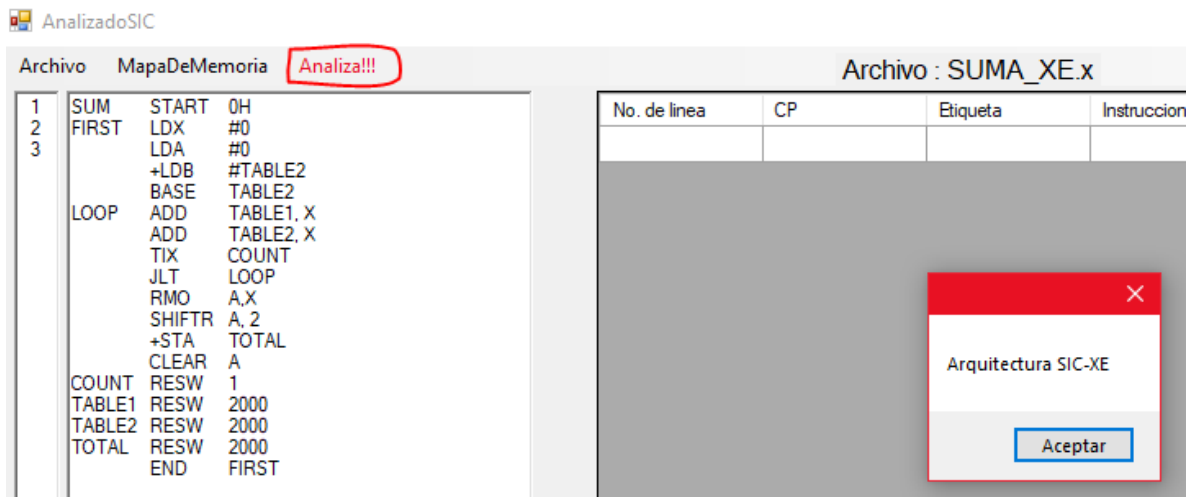 AnalizadoSIC
Archivo MapaDeMemoria Analiza!!!
Archivo : SUMA_XE.x
1 SUM START 0H
2 FIRST LDX #0
3 LDA #0
+LDB #TABLE2
BASE TABLE2
LOOP ADD TABLE1, X
ADD TABLE2, X
TIX COUNT
JLT LOOP
RMO A,X
SHIFTR A, 2
+STA TOTAL
CLEAR A
COUNT RESW 1
TABLE1 RESW 2000
TABLE2 RESW 2000
TOTAL RESW 2000
END FIRST
No. de linea CP Etiqueta Instruccion
Arquitectura SIC-XE
Aceptar